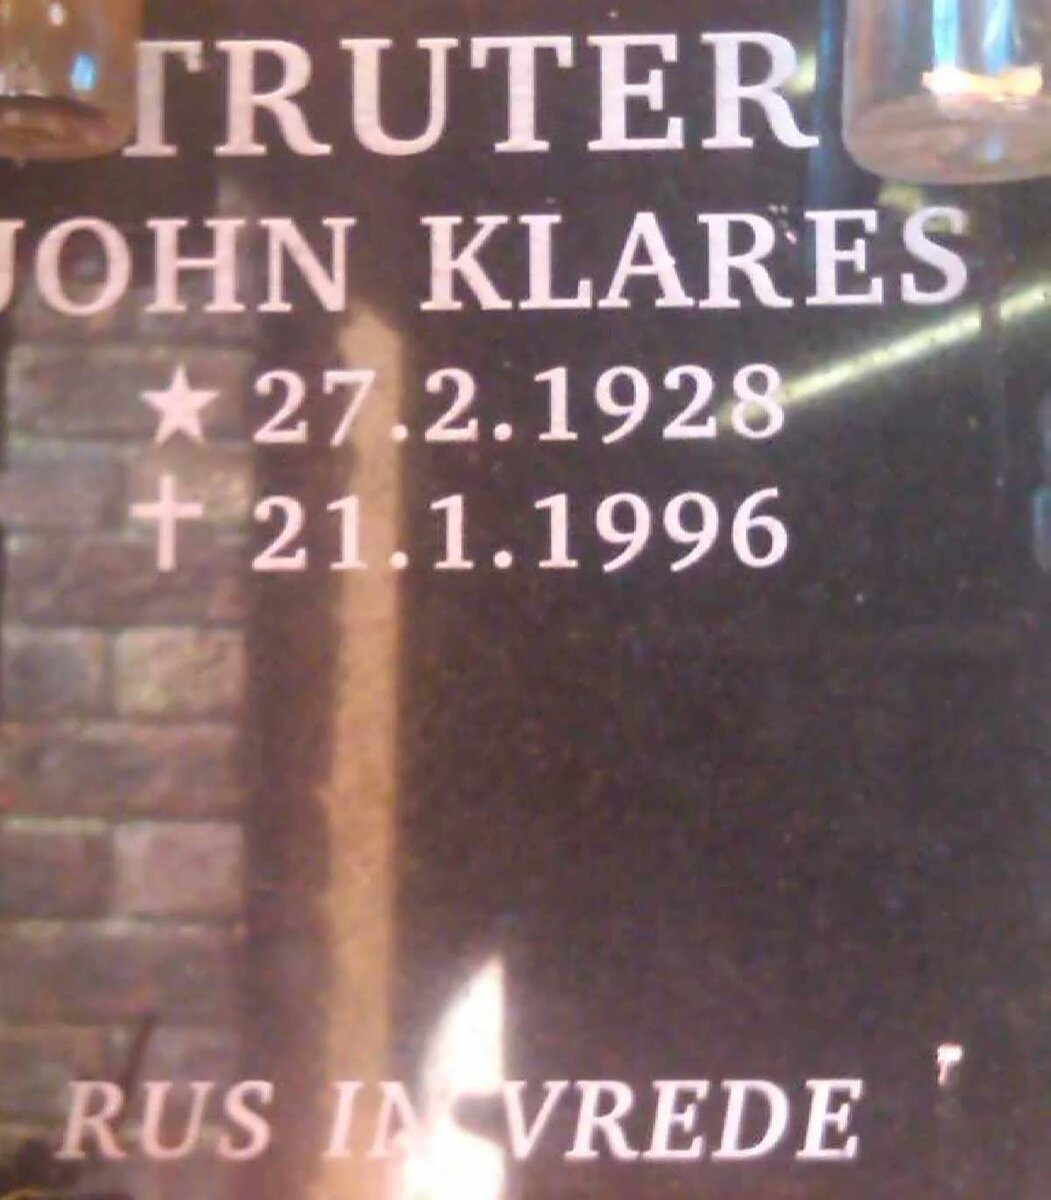 TRUTER
JOHN KLARES
★ 27.2.1928
✝ 21.1.1996
RUS IN VREDE